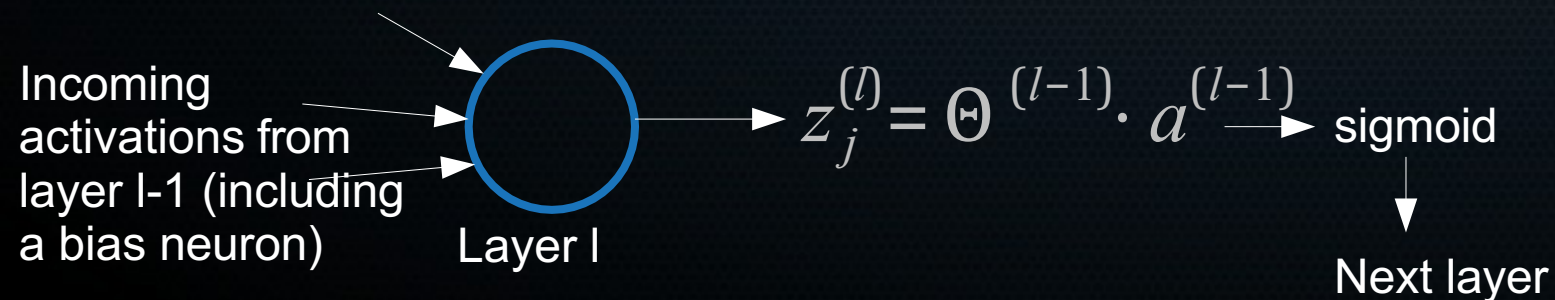 Incoming
activations from
layer l-1 (including
a bias neuron)
Layer l
z_j^{(l)} = Θ^{(l-1)} · a^{(l-1)}
sigmoid
Next layer